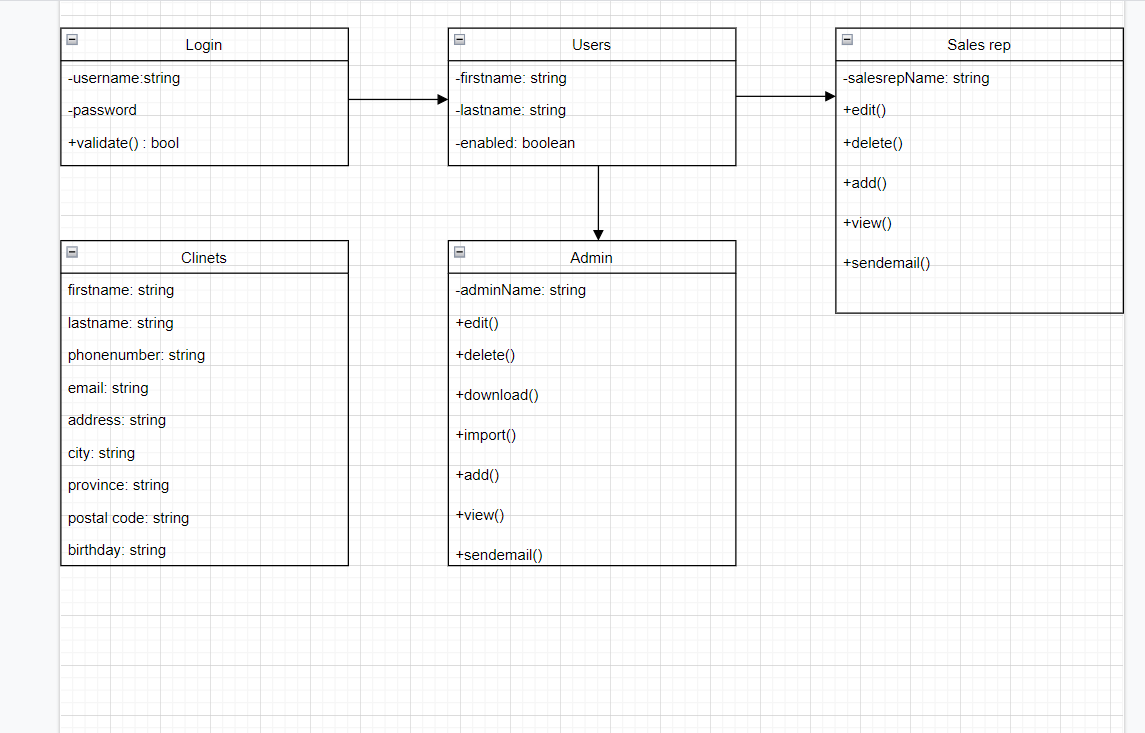 Login
-username:string
-password
+validate() : bool
Users
-firstname: string
-lastname: string
-enabled: boolean
Sales rep
-salesrepName: string
+edit()
+delete()
+add()
+view()
+sendemail()
Clinets
firstname: string
lastname: string
phonenumber: string
email: string
address: string
city: string
province: string
postal code: string
birthday: string
Admin
-adminName: string
+edit()
+delete()
+download()
+import()
+add()
+view()
+sendemail()